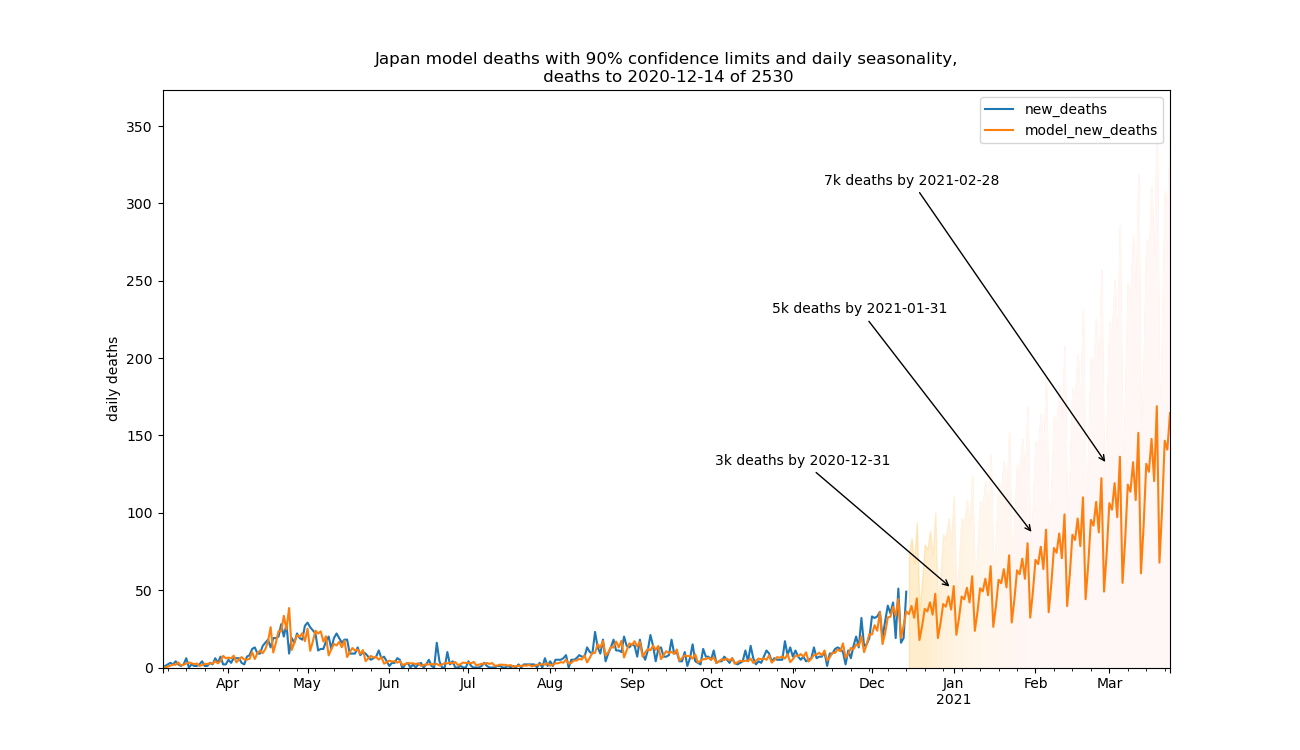 Japan model deaths with 90% confidence limits and daily seasonality,
deaths to 2020-12-14 of 2530
new_deaths
model_new_deaths
daily deaths
350
300
250
200
150
100
50
0
7k deaths by 2021-02-28
5k deaths by 2021-01-31
3k deaths by 2020-12-31
Apr May Jun Jul Aug Sep Oct Nov Dec Jan Feb Mar
2021